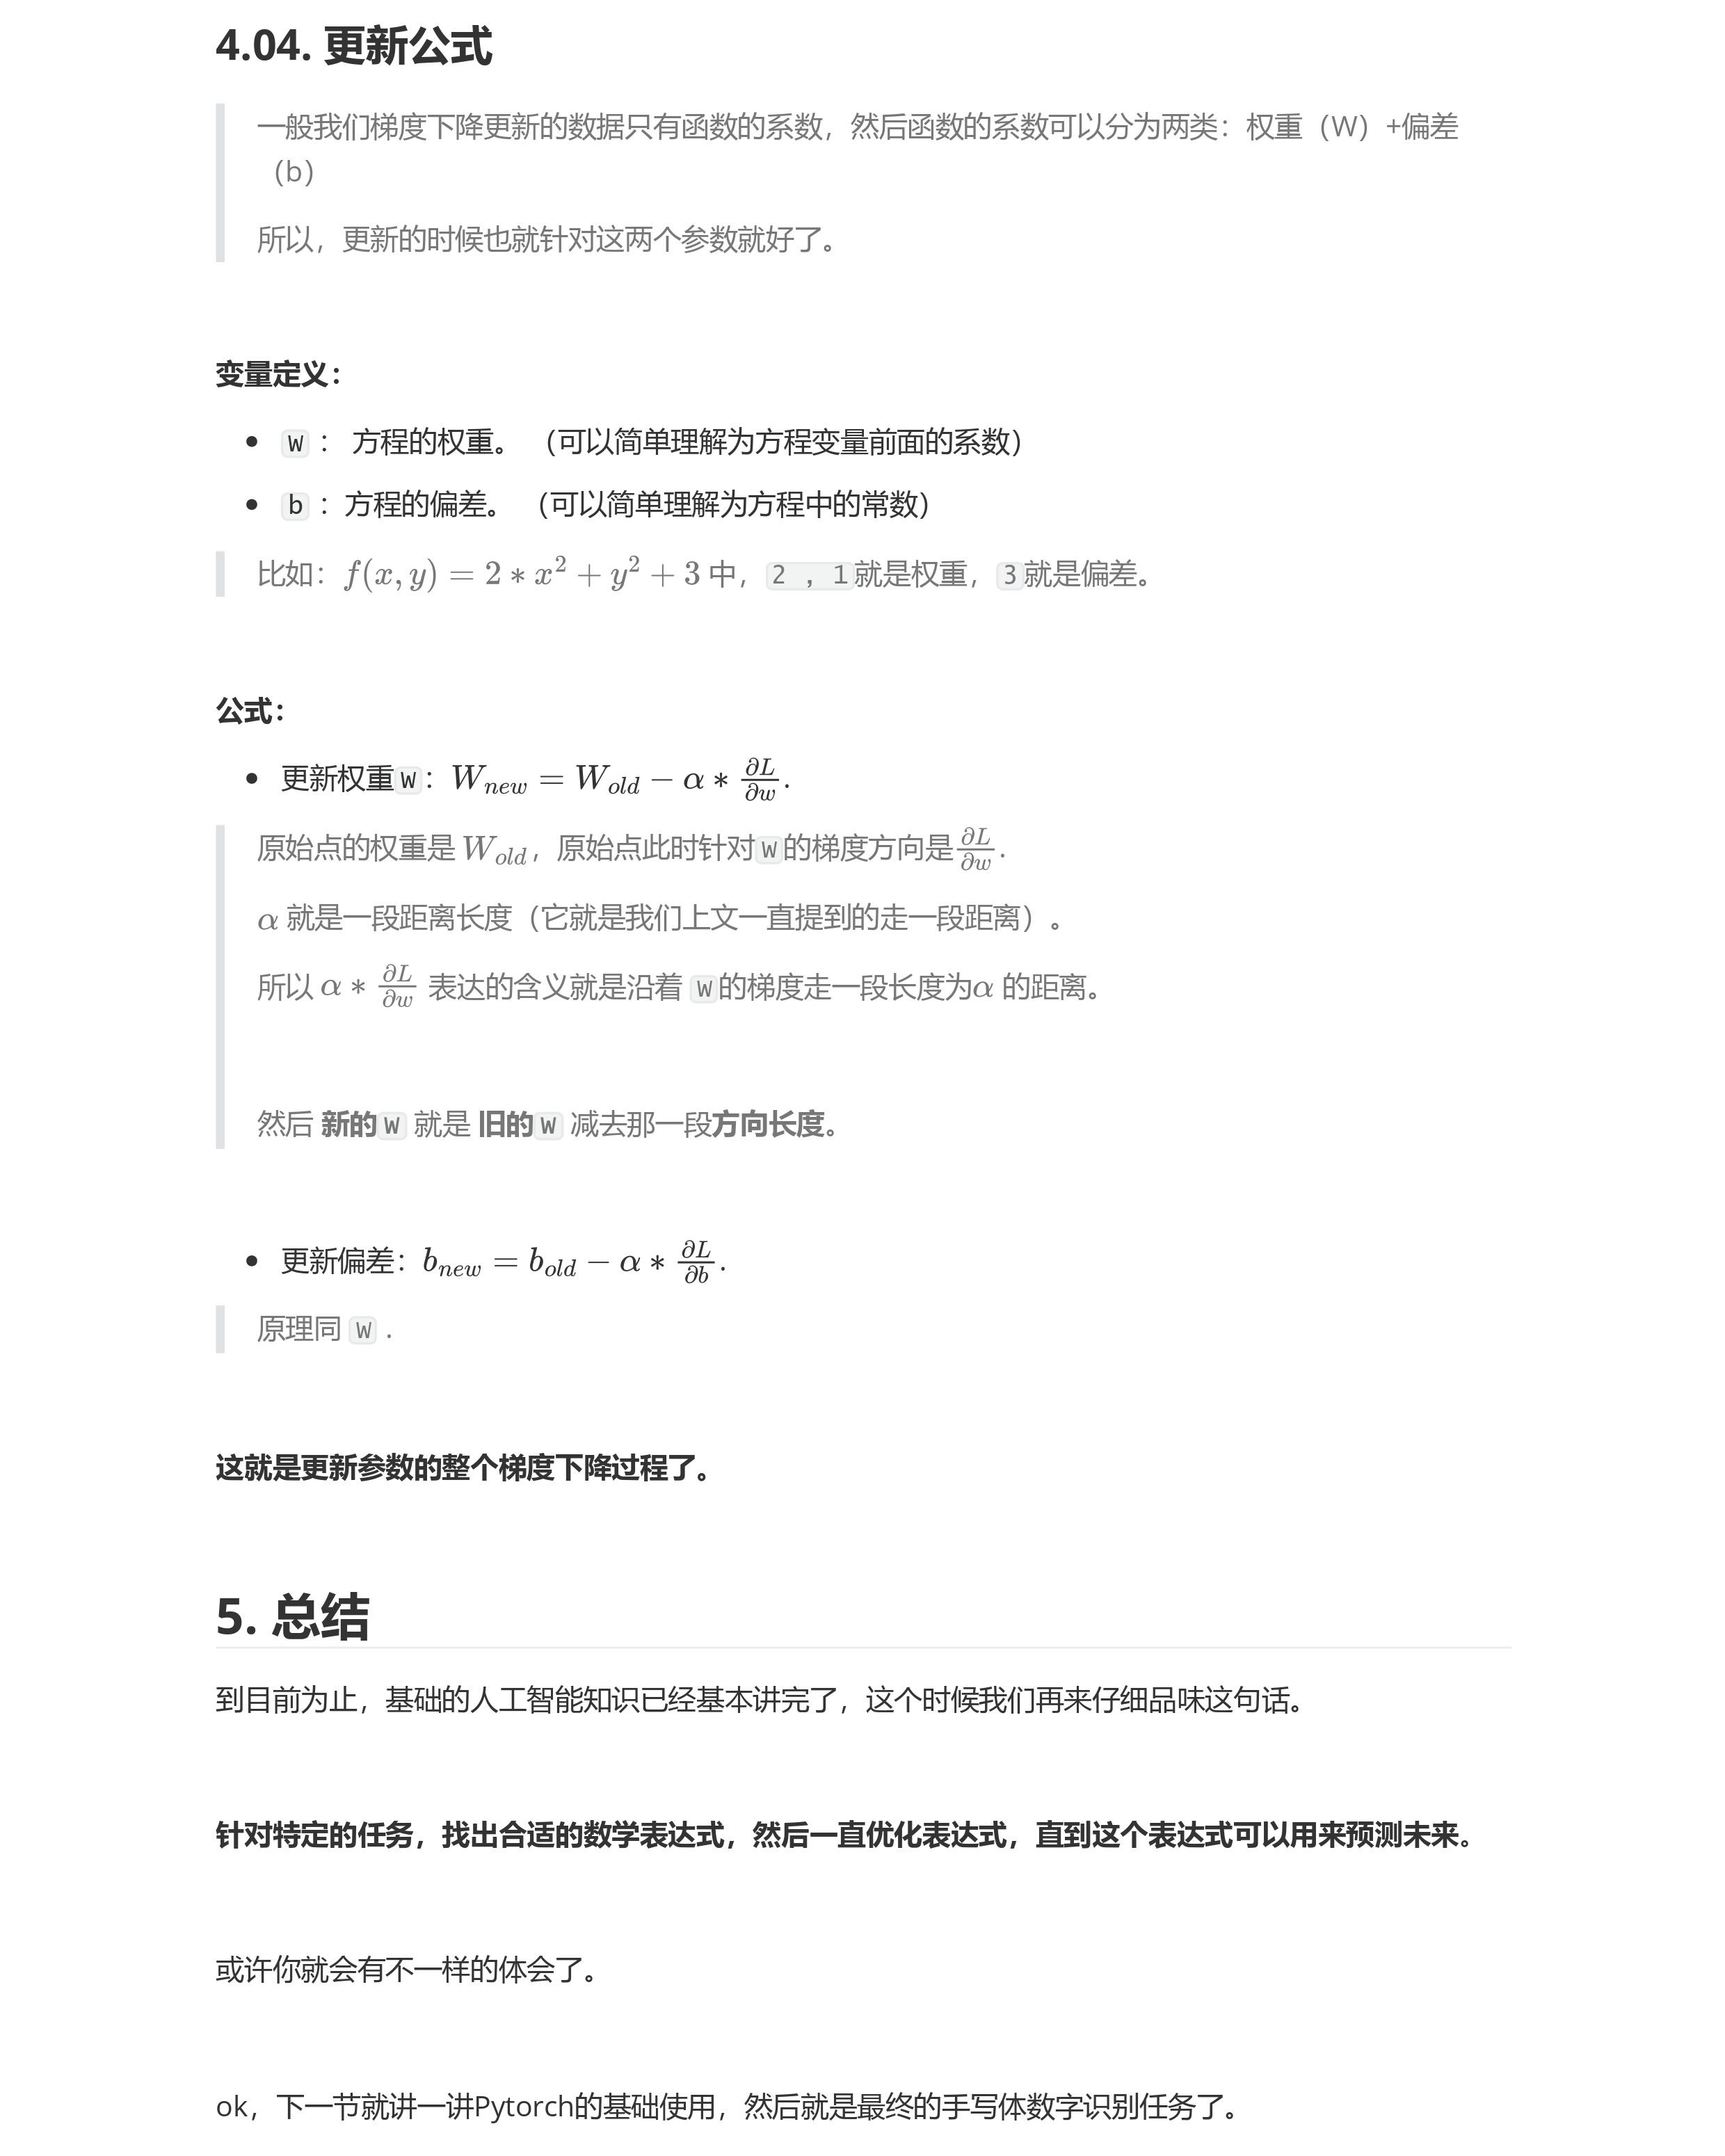 4.04. 更新公式
一般我们梯度下降更新的数据只有函数的系数，然后函数的系数可以分为两类：权重（W）+偏差
（b）
所以，更新的时候也就针对这两个参数就好了。
变量定义：
• W ： 方程的权重。 （可以简单理解为方程变量前面的系数）
• b ：方程的偏差。 （可以简单理解为方程中的常数）
比如：$f(x,y) = 2 * x^2 + y^2 + 3$ 中，2 , 1就是权重，3就是偏差。
公式：
• 更新权重W：$W_{new} = W_{old} - \alpha * \frac{\partial L}{\partial w}$.
原始点的权重是 $W_{old}$，原始点此时针对W的梯度方向是$\frac{\partial L}{\partial w}$.
$\alpha$ 就是一段距离长度（它就是我们上文一直提到的走一段距离）。
所以 $\alpha * \frac{\partial L}{\partial w}$ 表达的含义就是沿着 W的梯度走一段长度为$\alpha$ 的距离。
然后 新的W 就是 旧的W 减去那一段方向长度。
• 更新偏差：$b_{new} = b_{old} - \alpha * \frac{\partial L}{\partial b}$.
原理同 W .
这就是更新参数的整个梯度下降过程了。
5. 总结
到目前为止，基础的人工智能知识已经基本讲完了，这个时候我们再来仔细品味这句话。
针对特定的任务，找出合适的数学表达式，然后一直优化表达式，直到这个表达式可以用来预测未来。
或许你就会有不一样的体会了。
ok，下一节就讲一讲Pytorch的基础使用，然后就是最终的手写体数字识别任务了。